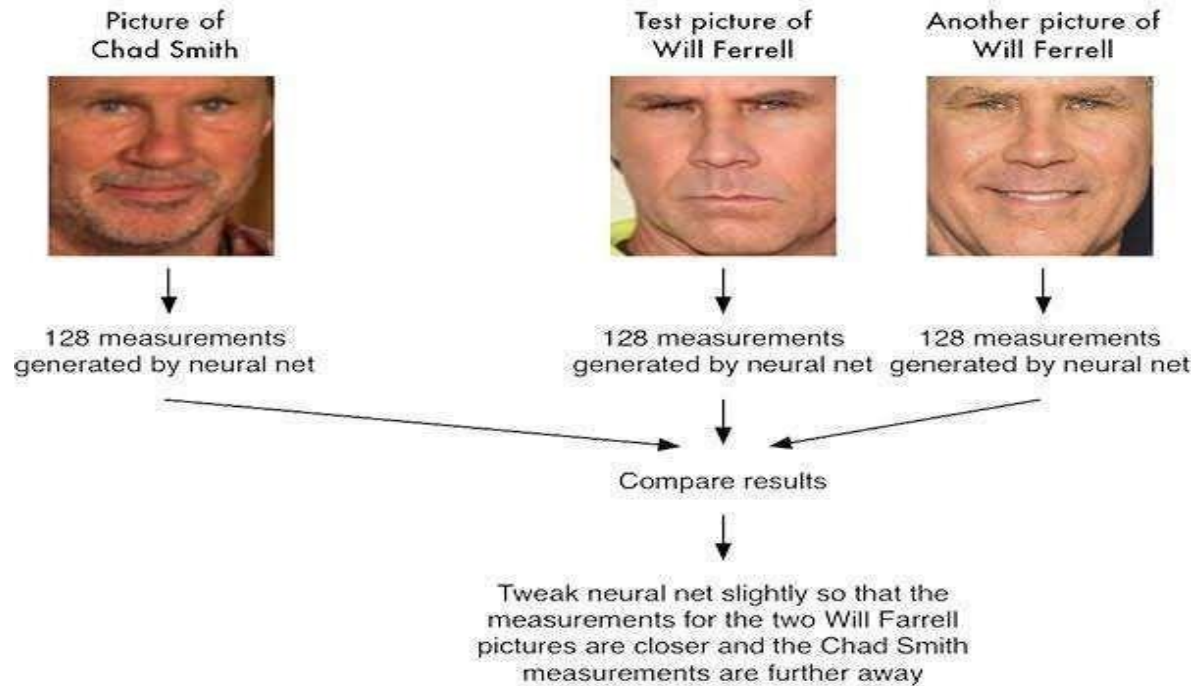 Picture of
Chad Smith
Test picture of
Will Ferrell
Another picture of
Will Ferrell
128 measurements
generated by neural net
128 measurements
generated by neural net
128 measurements
generated by neural net
Compare results
Tweak neural net slightly so that the
measurements for the two Will Farrell
pictures are closer and the Chad Smith
measurements are further away